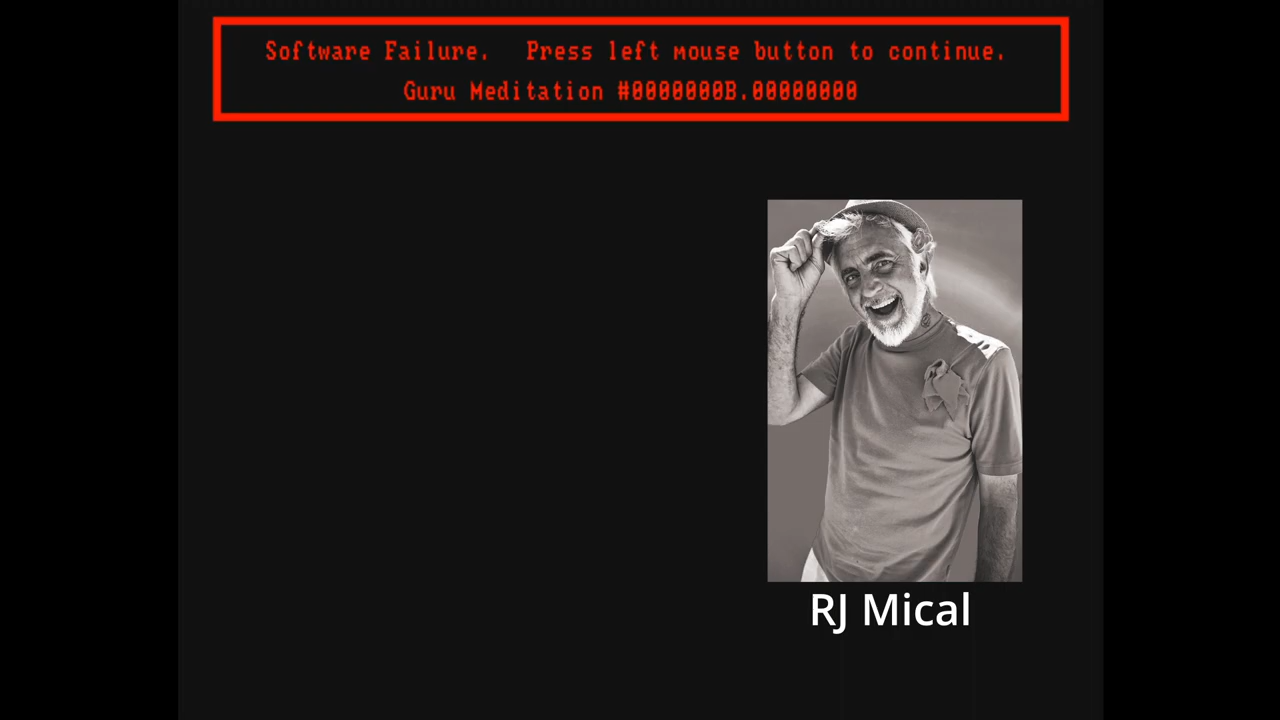 Software Failure.   Press left mouse button to continue.
Guru Meditation #0000000B.00000000
RJ Mical